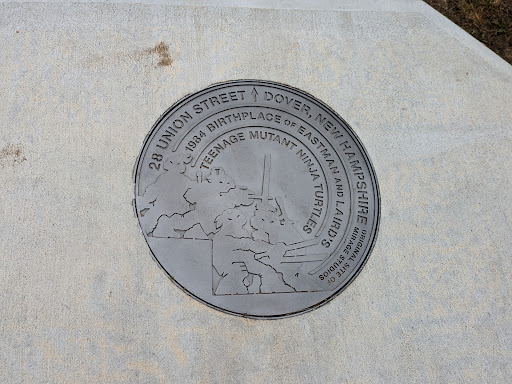 28 UNION STREET ↑ DOVER, NEW HAMPSHIRE
1984 BIRTHPLACE OF EASTMAN AND LAIRD'S
TEENAGE MUTANT NINJA TURTLES
ORIGINAL SITE OF
MIRAGE STUDIOS